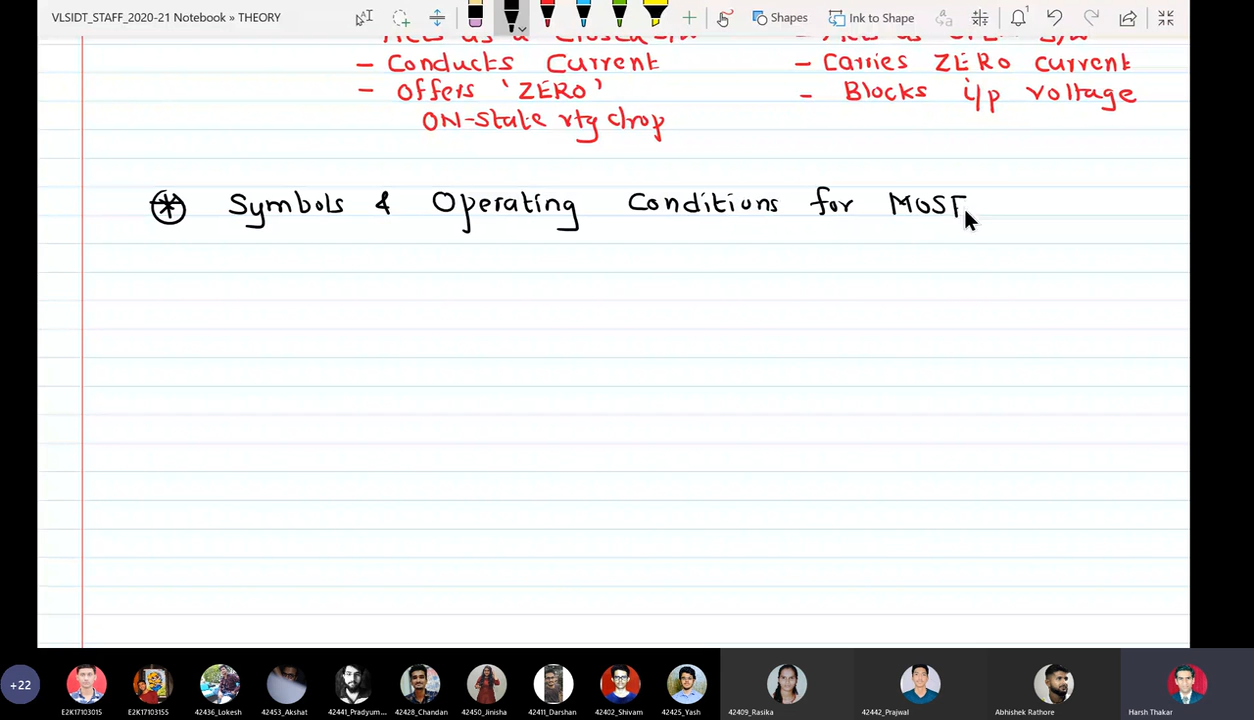 VLSIDT_STAFF_2020-21 Notebook » THEORY
Shapes
Ink to Shape
- Conducts Current
- Offers 'ZERO'
ON-State vtg drop
- Carries ZERO current
- Blocks i/p voltage
* Symbols & Operating Conditions for MOSF
+22
E2K17103015
E2K17103155
42436_Lokesh
42453_Akshat
42441_Pradyum...
42428_Chandan
42450_Jinisha
42411_Darshan
42402_Shivam
42425_Yash
42409_Rasika
42442_Prajwal
Abhishek Rathore
Harsh Thakar